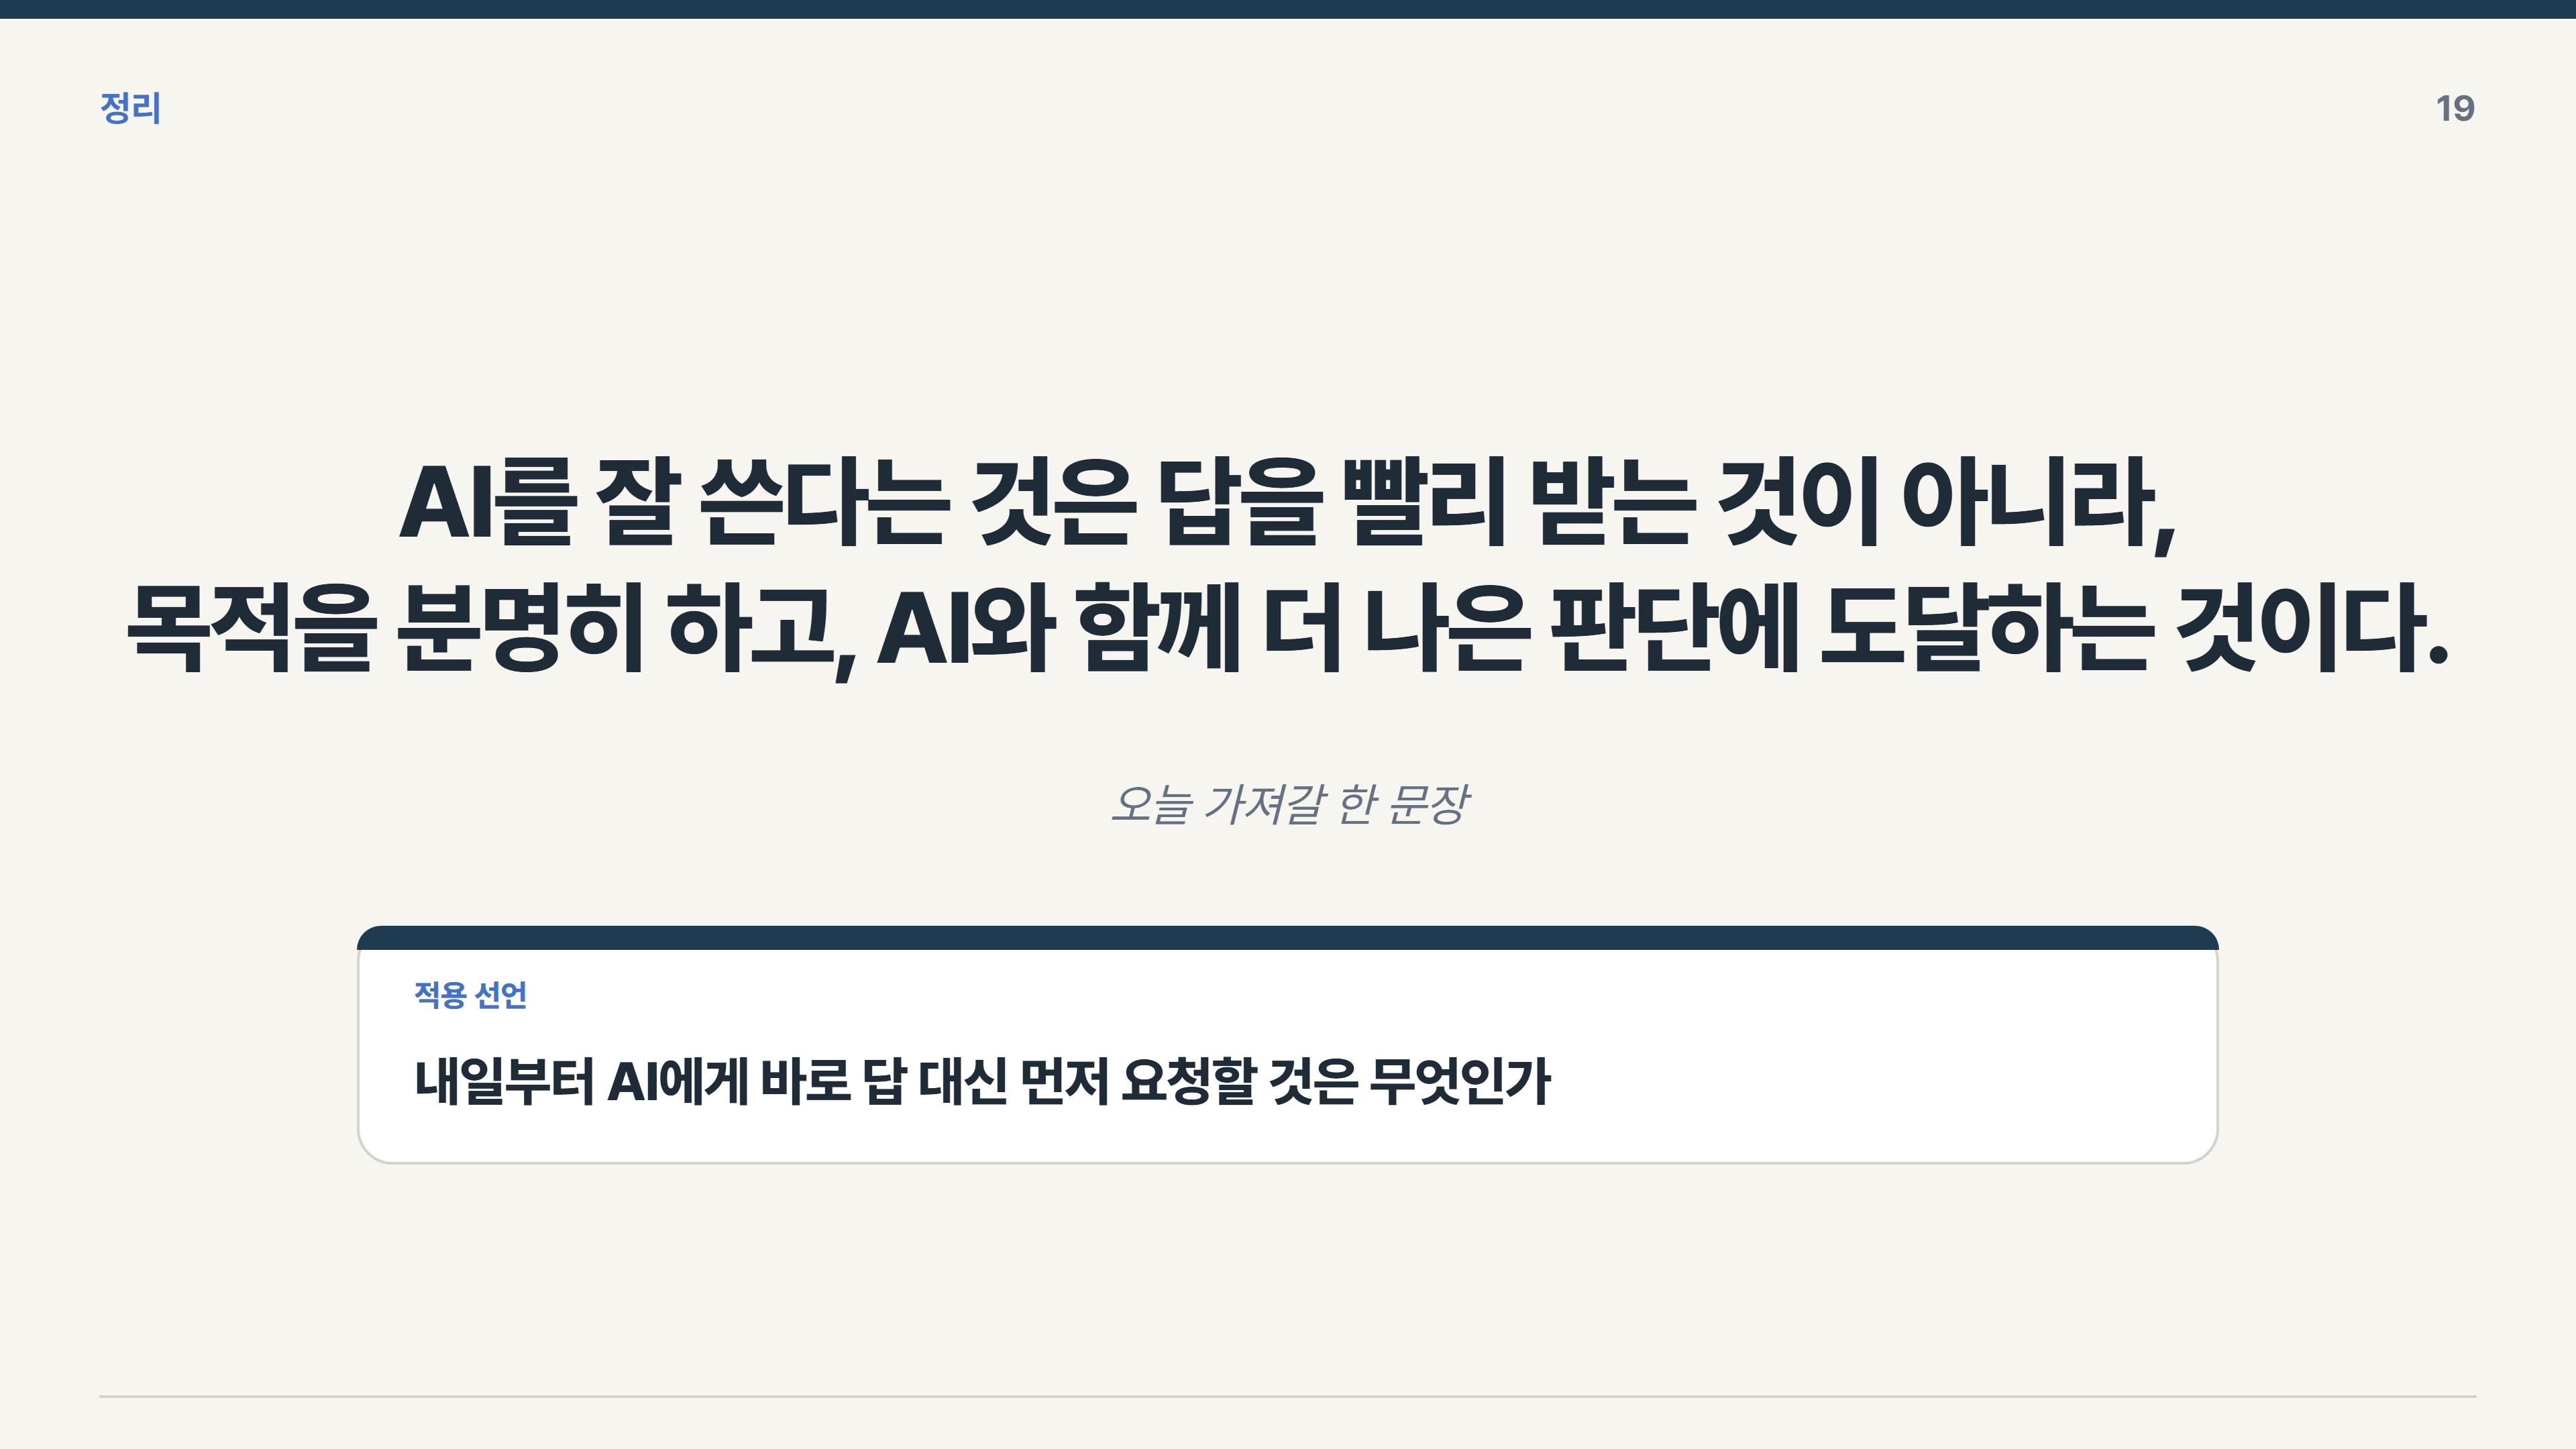 정리
19
AI를 잘 쓴다는 것은 답을 빨리 받는 것이 아니라,
목적을 분명히 하고, AI와 함께 더 나은 판단에 도달하는 것이다.
오늘 가져갈 한 문장
적용 선언
내일부터 AI에게 바로 답 대신 먼저 요청할 것은 무엇인가